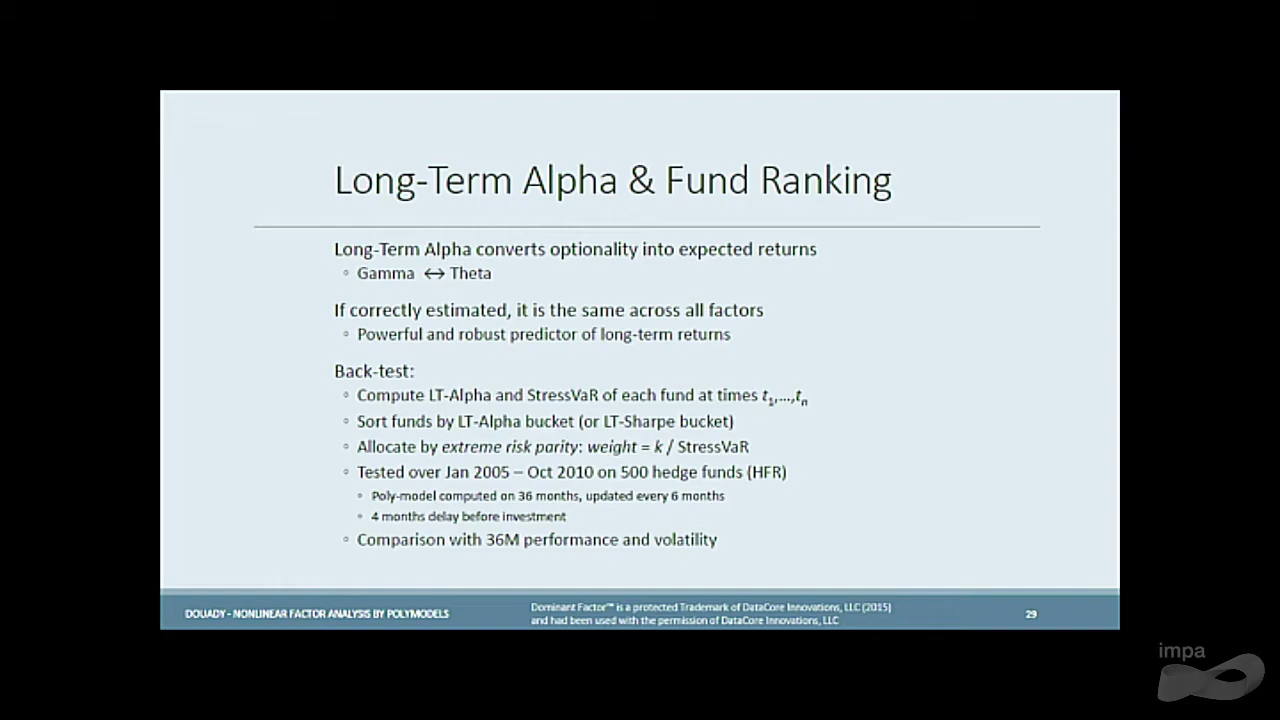 Long-Term Alpha & Fund Ranking
Long-Term Alpha converts optionality into expected returns
◦ Gamma ↔ Theta
If correctly estimated, it is the same across all factors
◦ Powerful and robust predictor of long-term returns
Back-test:
◦ Compute LT-Alpha and StressVaR of each fund at times t1,...,tn
◦ Sort funds by LT-Alpha bucket (or LT-Sharpe bucket)
◦ Allocate by extreme risk parity: weight = k / StressVaR
◦ Tested over Jan 2005 – Oct 2010 on 500 hedge funds (HFR)
◦ Poly-model computed on 36 months, updated every 6 months
◦ 4 months delay before investment
◦ Comparison with 36M performance and volatility
DOUADY - NONLINEAR FACTOR ANALYSIS BY POLYMODELS
Dominant Factor™ is a protected Trademark of DataCore Innovations, LLC (2015)
and had been used with the permission of DataCore Innovations, LLC
29
impa